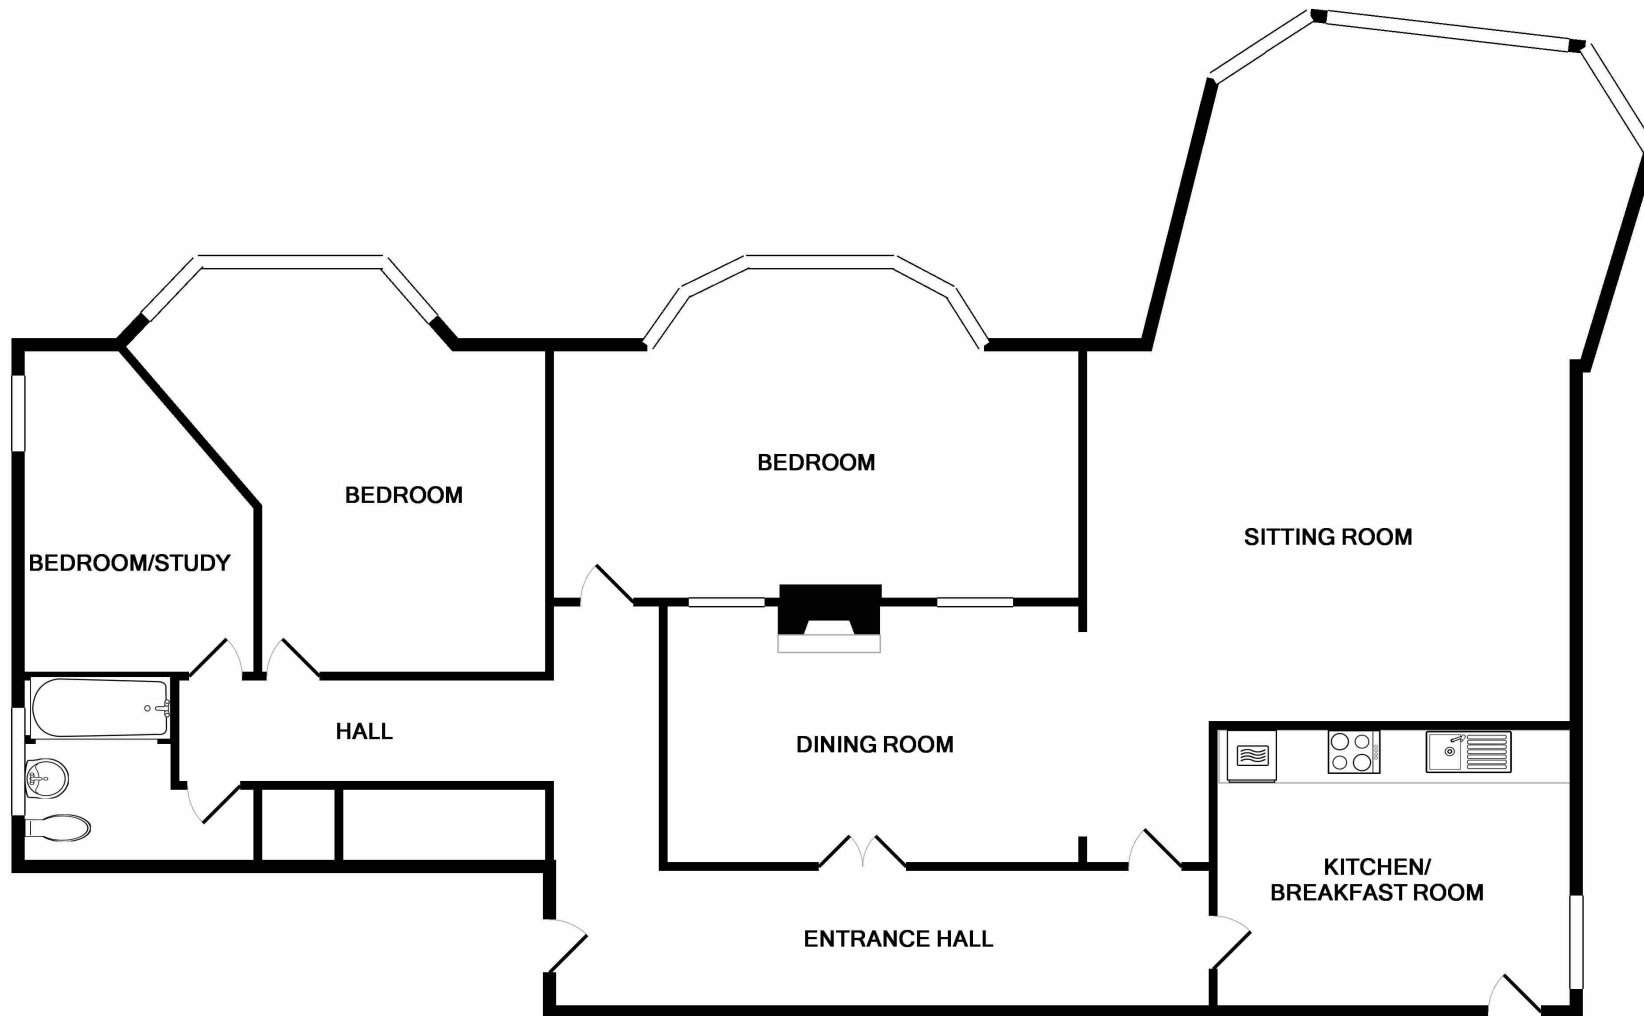 BEDROOM
SITTING ROOM
BEDROOM
BEDROOM/STUDY
HALL
DINING ROOM
KITCHEN/
BREAKFAST ROOM
ENTRANCE HALL